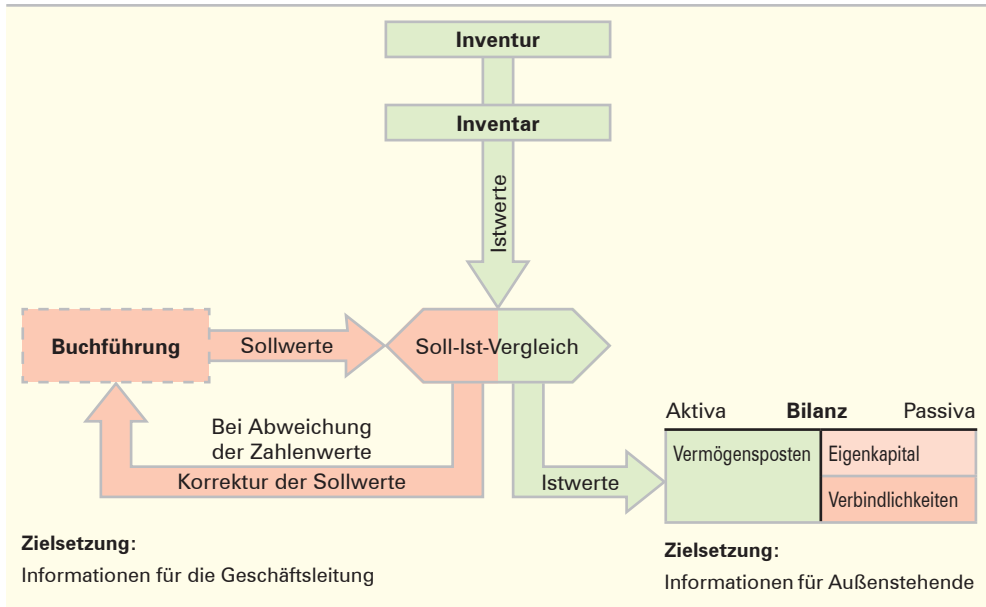 Inventur
Inventar
Istwerte
Buchführung
Sollwerte
Soll-Ist-Vergleich
Bei Abweichung
der Zahlenwerte
Korrektur der Sollwerte
Istwerte
Aktiva Bilanz Passiva
Vermögensposten Eigenkapital
Verbindlichkeiten
Zielsetzung:
Informationen für die Geschäftsleitung
Zielsetzung:
Informationen für Außenstehende